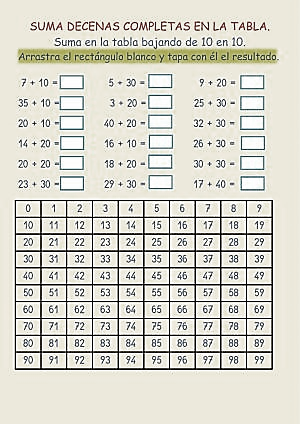 SUMA DECENAS COMPLETAS EN LA TABLA.
Suma en la tabla bajando de 10 en 10.
Arrastra el rectángulo blanco y tapa con él el resultado.
7 + 10 = 5 + 30 = 9 + 20 =
35 + 10 = 3 + 20 = 25 + 30 =
20 + 10 = 40 + 20 = 32 + 30 =
14 + 20 = 16 + 10 = 26 + 30 =
20 + 20 = 18 + 20 = 30 + 30 =
23 + 30 = 29 + 30 = 17 + 40 =
0 1 2 3 4 5 6 7 8 9
10 11 12 13 14 15 16 17 18 19
20 21 22 23 24 25 26 27 28 29
30 31 32 33 34 35 36 37 38 39
40 41 42 43 44 45 46 47 48 49
50 51 52 53 54 55 56 57 58 59
60 61 62 63 64 65 66 67 68 69
70 71 72 73 74 75 76 77 78 79
80 81 82 83 84 85 86 87 88 89
90 91 92 93 94 95 96 97 98 99